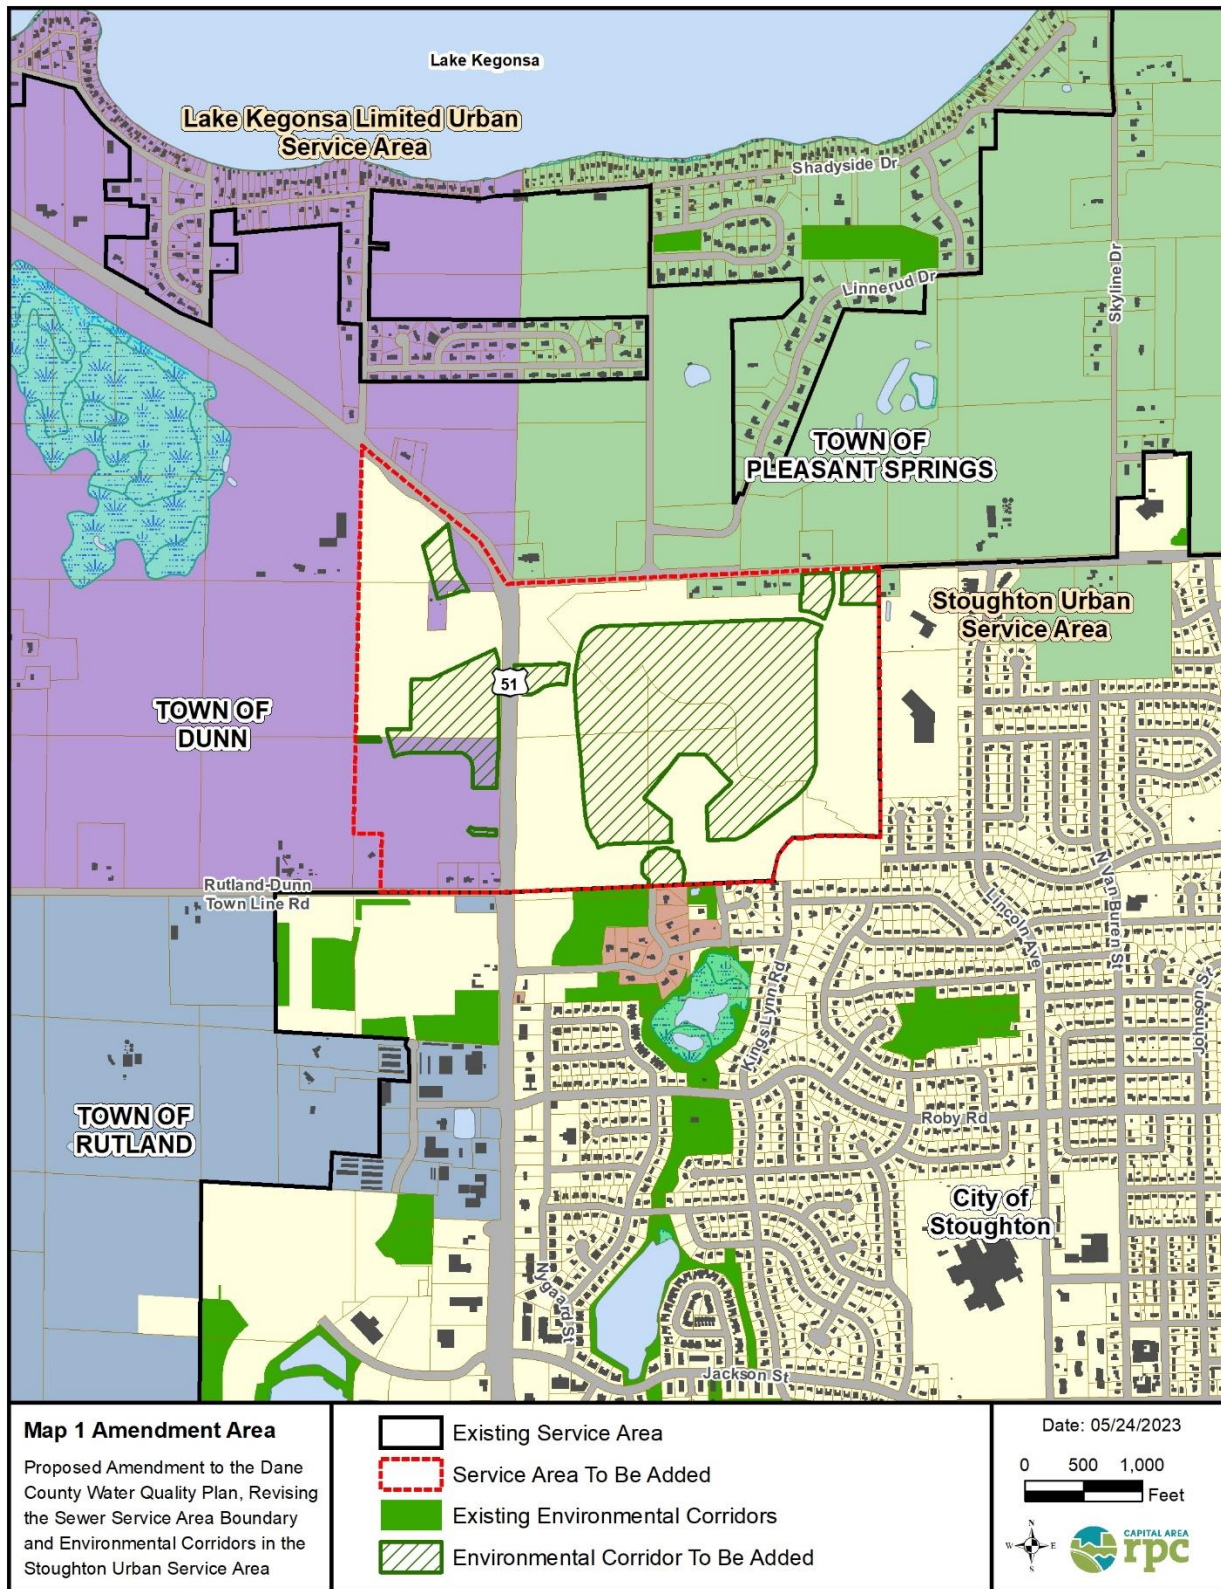 Lake Kegonsa
Lake Kegonsa Limited Urban
Service Area
Shadyside Dr
Linnerud Dr
Skyline Dr
TOWN OF
PLEASANT SPRINGS
Stoughton Urban
Service Area
51
TOWN OF
DUNN
Rutland-Dunn
Town Line Rd
N Van Buren St
Lincoln Ave
Johnson St
Kings Lynn Rd
TOWN OF
RUTLAND
Roby Rd
City of
Stoughton
Nygaard St
Jackson St
Map 1 Amendment Area
Proposed Amendment to the Dane
County Water Quality Plan, Revising
the Sewer Service Area Boundary
and Environmental Corridors in the
Stoughton Urban Service Area
Existing Service Area
Service Area To Be Added
Existing Environmental Corridors
Environmental Corridor To Be Added
Date: 05/24/2023
0 500 1,000
Feet
N
W E
S
CAPITAL AREA
rpc